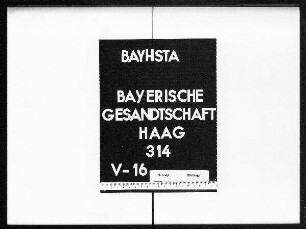 BAYHSTA
BAYERISCHE
GESANDTSCHAFT
HAAG
314
V-16